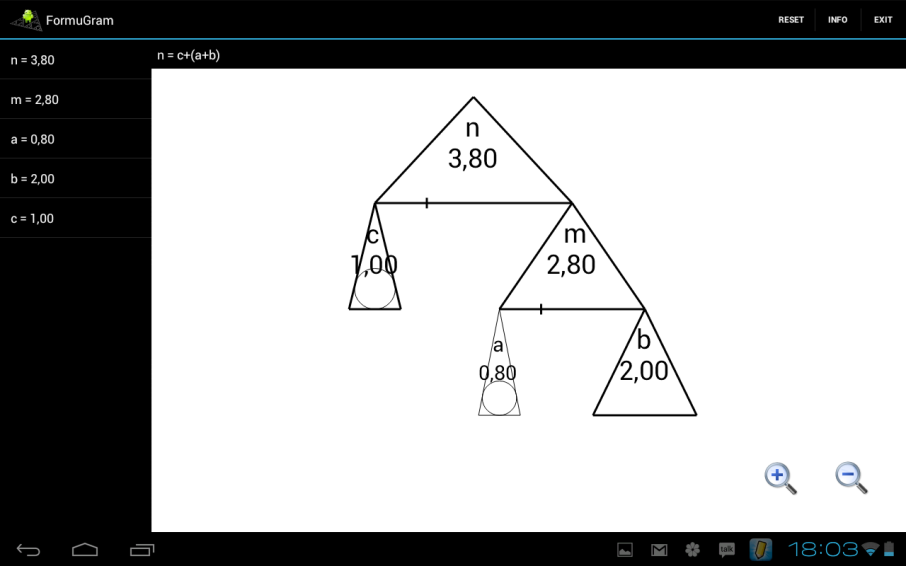 FormuGram
RESET
INFO
EXIT
n = 3,80
m = 2,80
a = 0,80
b = 2,00
c = 1,00
n = c+(a+b)
n
3,80
c
1,00
m
2,80
a
0,80
b
2,00
talk
18:03